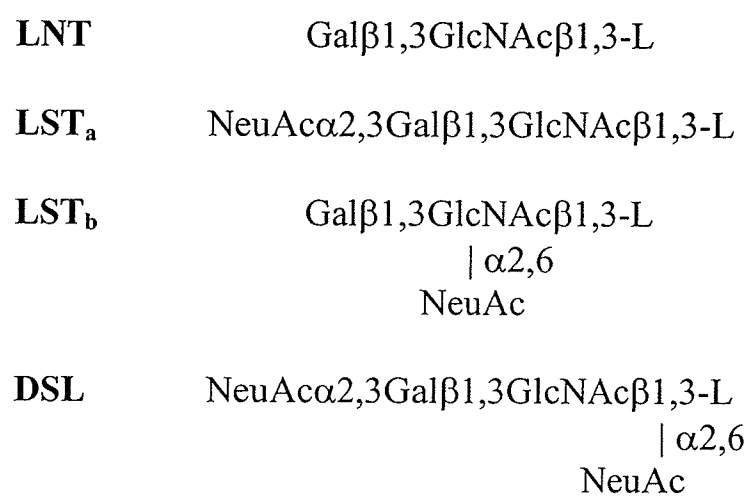 LNT Galβ1,3GlcNAcβ1,3-L
LSTa NeuAcα2,3Galβ1,3GlcNAcβ1,3-L
LSTb Galβ1,3GlcNAcβ1,3-L
| α2,6
NeuAc
DSL NeuAcα2,3Galβ1,3GlcNAcβ1,3-L
| α2,6
NeuAc